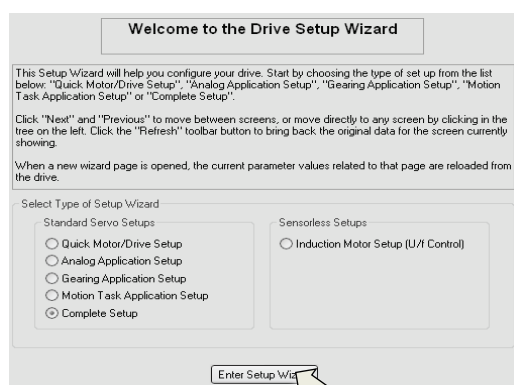 Welcome to the Drive Setup Wizard
This Setup Wizard will help you configure your drive. Start by choosing the type of set up from the list
below: "Quick Motor/Drive Setup", "Analog Application Setup", "Gearing Application Setup", "Motion
Task Application Setup" or "Complete Setup".
Click "Next" and "Previous" to move between screens, or move directly to any screen by clicking in the
tree on the left. Click the "Refresh" toolbar button to bring back the original data for the screen currently
showing.
When a new wizard page is opened, the current parameter values related to that page are reloaded from
the drive.
Select Type of Setup Wizard
Standard Servo Setups
Quick Motor/Drive Setup
Analog Application Setup
Gearing Application Setup
Motion Task Application Setup
Complete Setup
Sensorless Setups
Induction Motor Setup (U/f Control)
Enter Setup